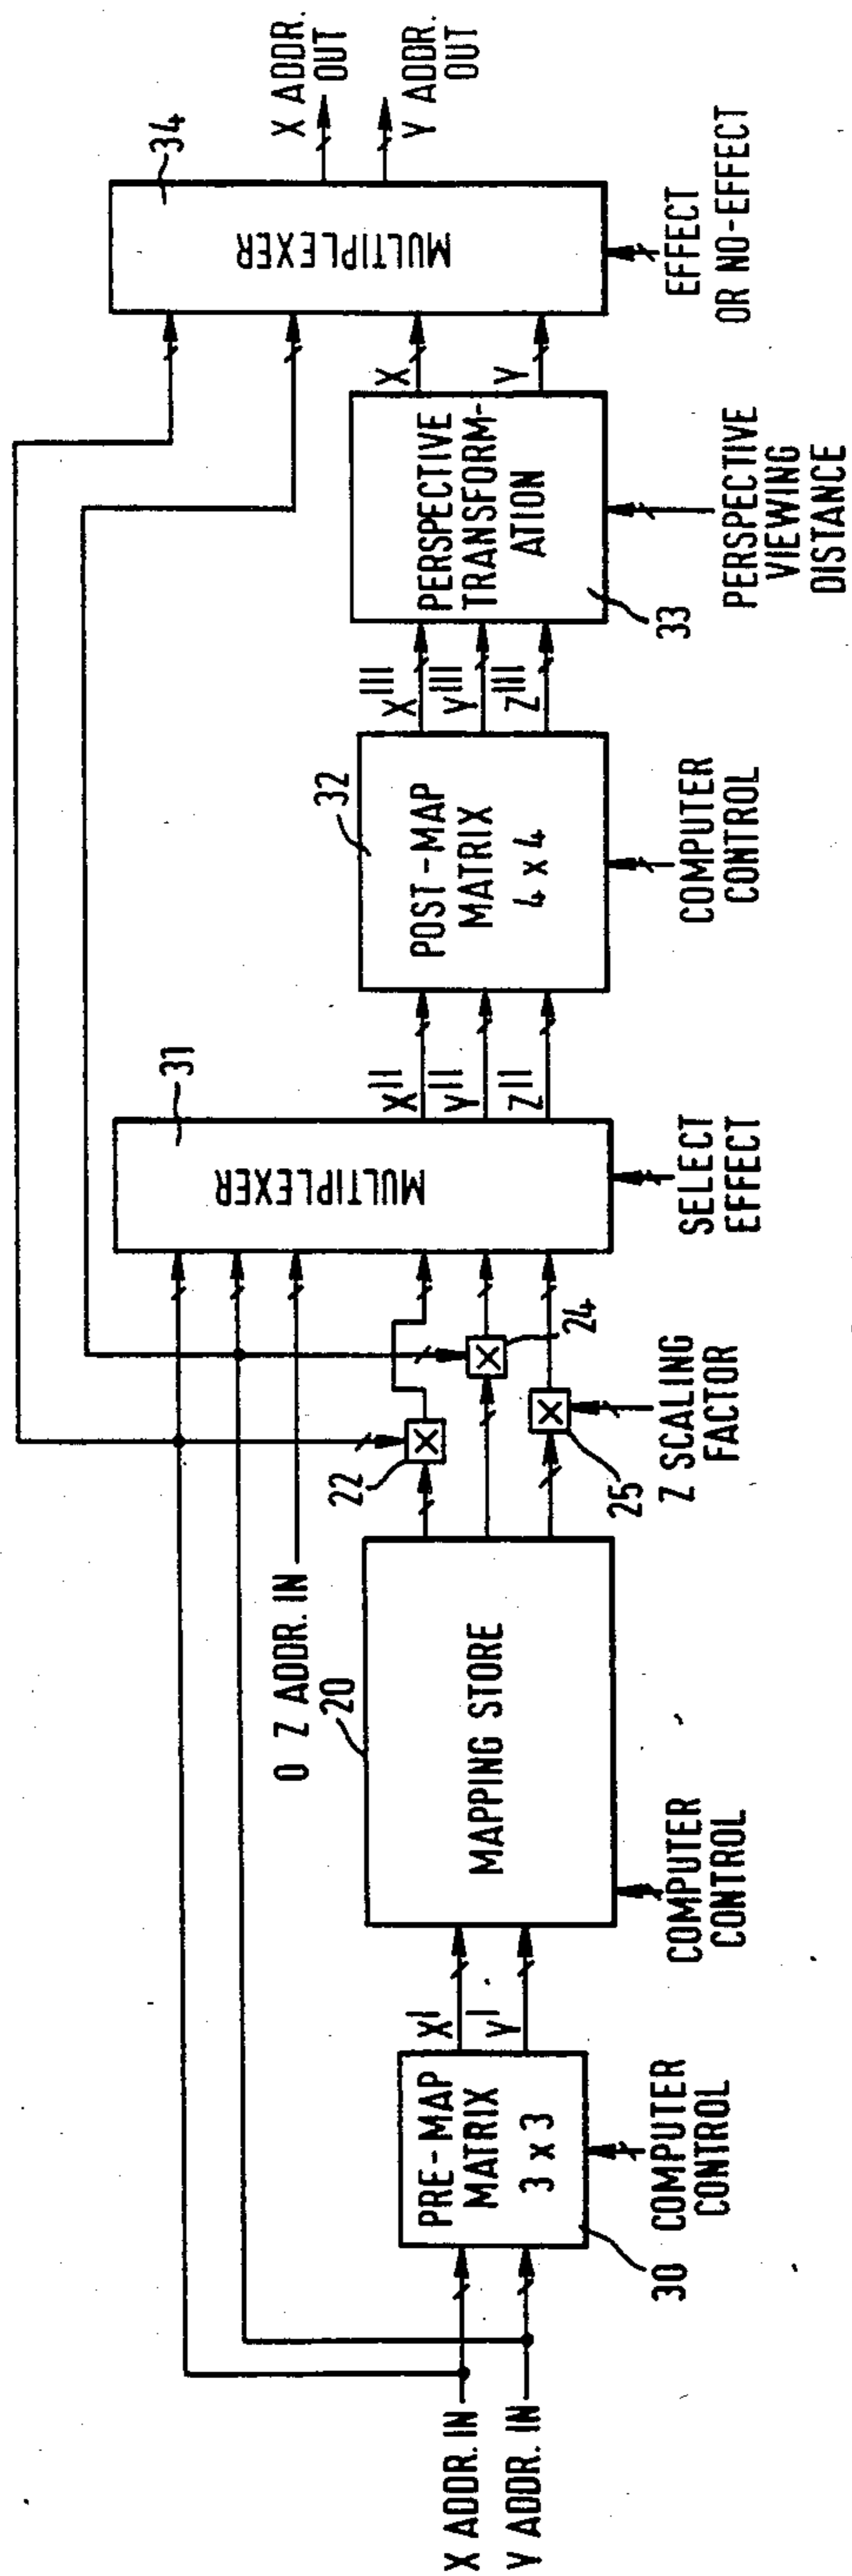 X ADDR. IN
Y ADDR. IN
30
PRE-MAP
MATRIX
3 x 3
COMPUTER
CONTROL
X'
Y'
20
MAPPING STORE
COMPUTER
CONTROL
0 Z ADDR. IN
22
24
25
Z SCALING
FACTOR
31
MULTIPLEXER
SELECT
EFFECT
X"
Y"
Z"
32
POST-MAP
MATRIX
4 x 4
COMPUTER
CONTROL
X'''
Y'''
Z'''
PERSPECTIVE
TRANSFORM-
ATION
33
PERSPECTIVE
VIEWING
DISTANCE
X
Y
34
MULTIPLEXER
EFFECT
OR NO-EFFECT
X ADDR.
OUT
Y ADDR.
OUT